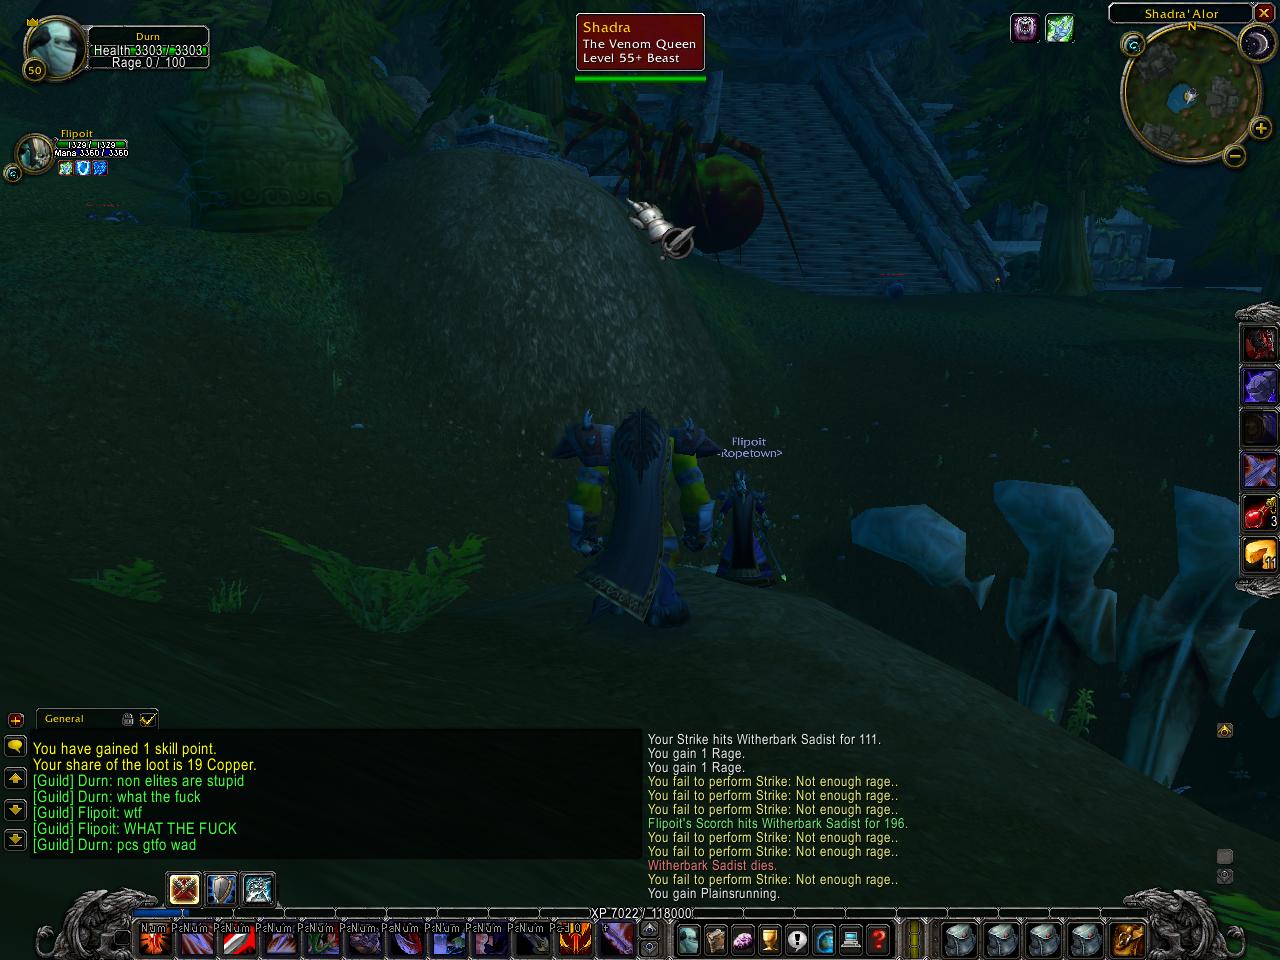 Durn
Health 3303 / 3303
Rage 0 / 100
50
Flipoit
1329 / 1329
Mana 3360 / 3360
Shadra
The Venom Queen
Level 55+ Beast
Shadra'Alor
N
Flipoit
Ropetown>
3
11
General
You have gained 1 skill point.
Your share of the loot is 19 Copper.
[Guild] Durn: non elites are stupid
[Guild] Durn: what the fuck
[Guild] Flipoit: wtf
[Guild] Flipoit: WHAT THE FUCK
[Guild] Durn: pcs gtfo wad
Your Strike hits Witherbark Sadist for 111.
You gain 1 Rage.
You gain 1 Rage.
You fail to perform Strike: Not enough rage..
You fail to perform Strike: Not enough rage..
You fail to perform Strike: Not enough rage..
Flipoit's Scorch hits Witherbark Sadist for 196.
You fail to perform Strike: Not enough rage..
You fail to perform Strike: Not enough rage..
Witherbark Sadist dies.
You fail to perform Strike: Not enough rage..
You gain Plainsrunning.
XP 7022 / 118000